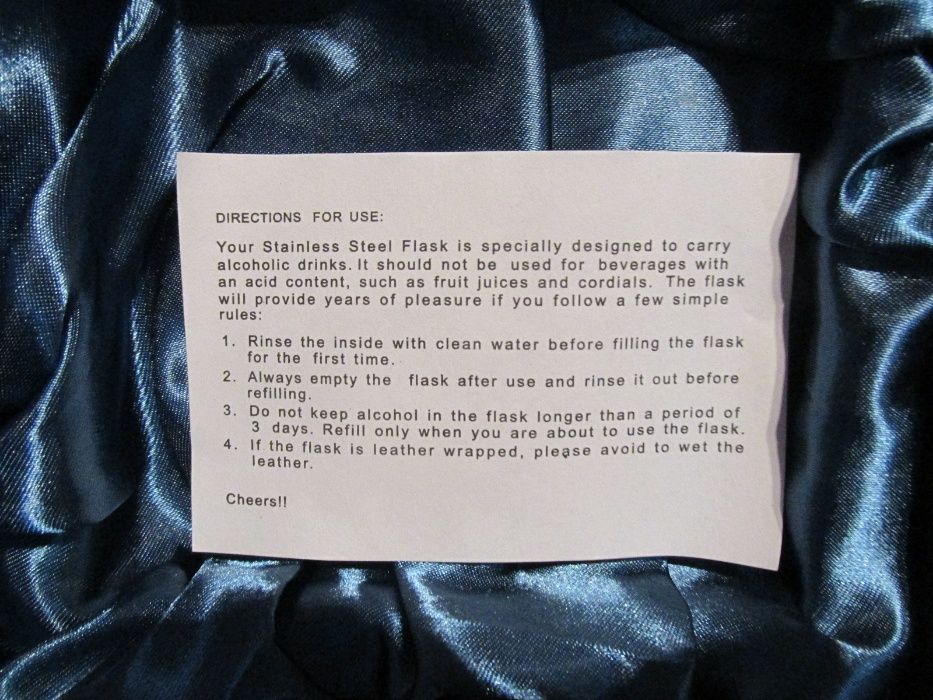 DIRECTIONS FOR USE:
Your Stainless Steel Flask is specially designed to carry
alcoholic drinks. It should not be used for beverages with
an acid content, such as fruit juices and cordials. The flask
will provide years of pleasure if you follow a few simple
rules:
1. Rinse the inside with clean water before filling the flask
for the first time.
2. Always empty the flask after use and rinse it out before
refilling.
3. Do not keep alcohol in the flask longer than a period of
3 days. Refill only when you are about to use the flask.
4. If the flask is leather wrapped, please avoid to wet the
leather.
Cheers!!